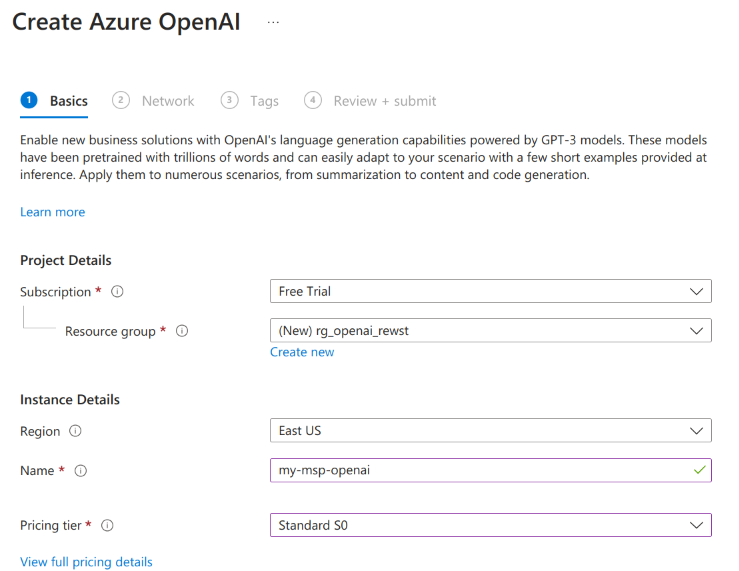 Create Azure OpenAI ...
1 Basics 2 Network 3 Tags 4 Review + submit
Enable new business solutions with OpenAI's language generation capabilities powered by GPT-3 models. These models
have been pretrained with trillions of words and can easily adapt to your scenario with a few short examples provided at
inference. Apply them to numerous scenarios, from summarization to content and code generation.
Learn more
Project Details
Subscription * Free Trial
Resource group * (New) rg_openai_rewst
Create new
Instance Details
Region East US
Name * my-msp-openai
Pricing tier * Standard S0
View full pricing details